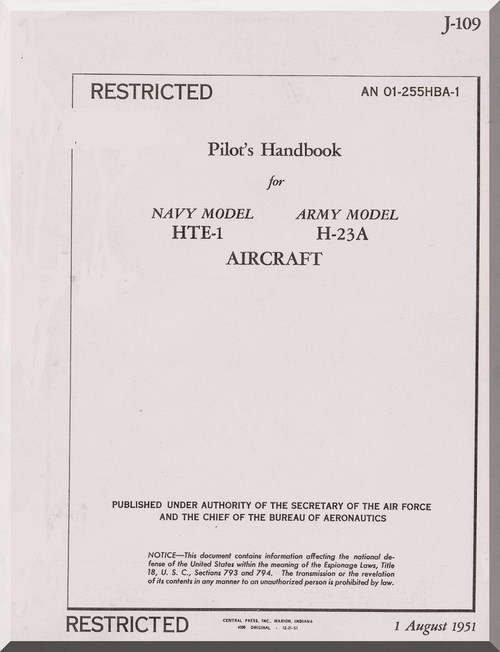 J-109
RESTRICTED AN 01-255HBA-1
Pilot's Handbook
for
NAVY MODEL ARMY MODEL
HTE-1 H-23A
AIRCRAFT
PUBLISHED UNDER AUTHORITY OF THE SECRETARY OF THE AIR FORCE
AND THE CHIEF OF THE BUREAU OF AERONAUTICS
NOTICE—This document contains information affecting the national de-
fense of the United States within the meaning of the Espionage Laws, Title
18, U. S. C., Sections 793 and 794. The transmission or the revelation
of its contents in any manner to an unauthorized person is prohibited by law.
RESTRICTED CENTRAL PRESS, INC., MARION, INDIANA
ORIGINAL - 1 August 1951